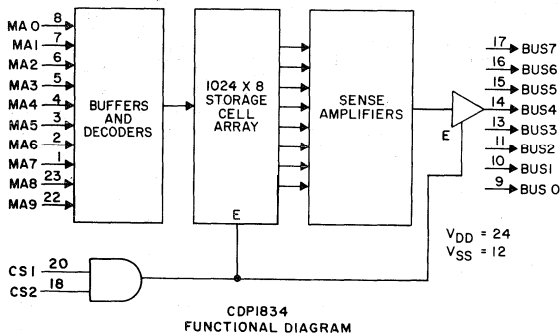 MA0 8
MA1 7
MA2 6
MA3 5
MA4 4
MA5 3
MA6 2
MA7 1
MA8 23
MA9 22
BUFFERS
AND
DECODERS
1024 X 8
STORAGE
CELL
ARRAY
E
SENSE
AMPLIFIERS
E
17 BUS7
16 BUS6
15 BUS5
14 BUS4
13 BUS3
11 BUS2
10 BUS1
9 BUS 0
VDD = 24
VSS = 12
CS1 20
CS2 18
CDP1834
FUNCTIONAL DIAGRAM